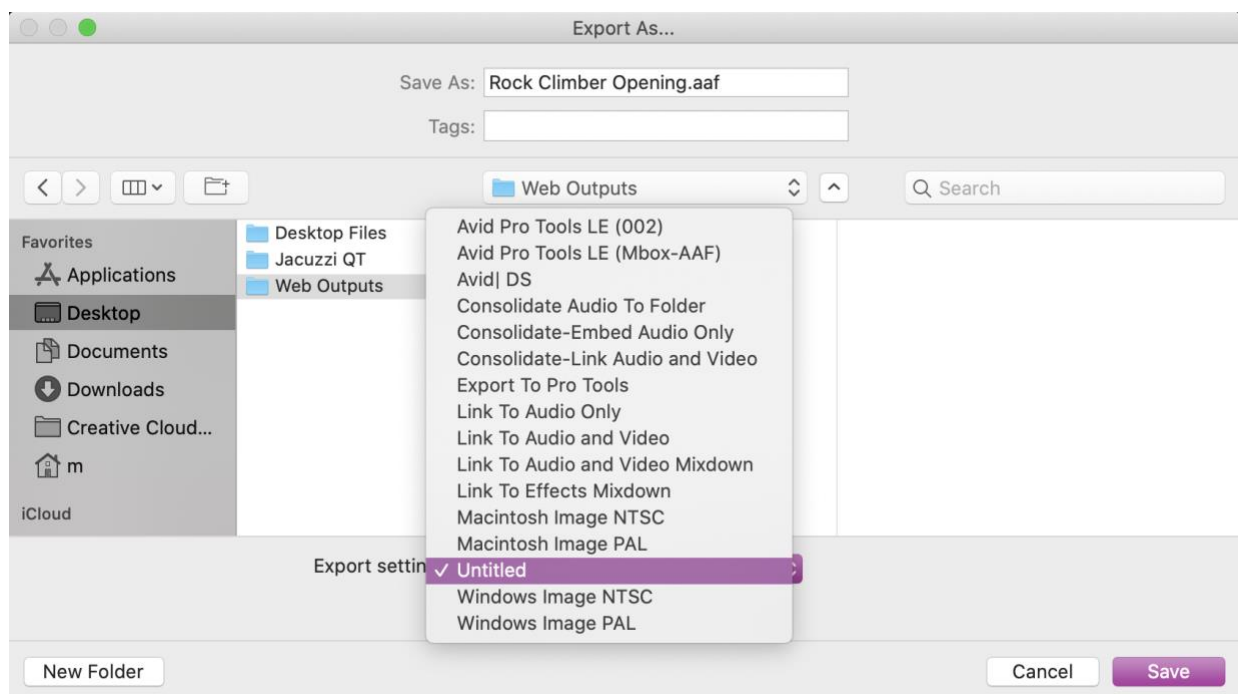 Export As...
Save As: Rock Climber Opening.aaf
Tags:
Web Outputs
Search
Favorites
Applications
Desktop
Documents
Downloads
Creative Cloud...
m
iCloud
Desktop Files
Jacuzzi QT
Web Outputs
Avid Pro Tools LE (002)
Avid Pro Tools LE (Mbox-AAF)
Avid| DS
Consolidate Audio To Folder
Consolidate-Embed Audio Only
Consolidate-Link Audio and Video
Export To Pro Tools
Link To Audio Only
Link To Audio and Video
Link To Audio and Video Mixdown
Link To Effects Mixdown
Macintosh Image NTSC
Macintosh Image PAL
Export settin ✓ Untitled
Windows Image NTSC
Windows Image PAL
New Folder
Cancel
Save